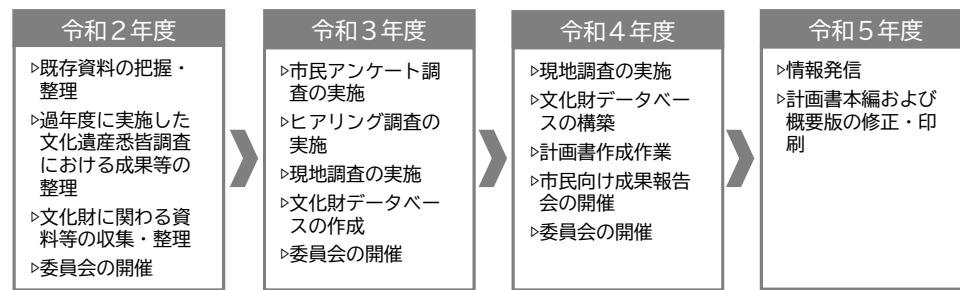 令和２年度
▹既存資料の把握・
整理
▹過年度に実施した
文化遺産悉皆調査
における成果等の
整理
▹文化財に関わる資
料等の収集・整理
▹委員会の開催
令和３年度
▹市民アンケート調
査の実施
▹ヒアリング調査の
実施
▹現地調査の実施
▹文化財データベー
スの作成
▹委員会の開催
令和４年度
▹現地調査の実施
▹文化財データベー
スの構築
▹計画書作成作業
▹市民向け成果報告
会の開催
▹委員会の開催
令和５年度
▹情報発信
▹計画書本編および
概要版の修正・印
刷